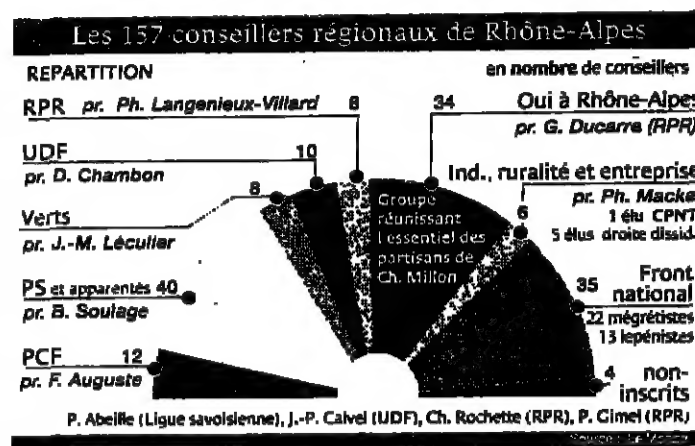 Les 157 conseillers régionaux de Rhône-Alpes
REPARTITION
en nombre de conseillers
RPR pr. Ph. Langenieux-Villard 8
34 Oui à Rhône-Alpes
pr. G. Ducarre (RPR)
UDF 10
pr. D. Chambon
Ind., ruralité et entreprise
pr. Ph. Macke
6
1 élu CPNT
5 élus droite dissid.
8
Verts
pr. J.-M. Léculier
Groupe
réunissant
l'essentiel des
partisans de
Ch. Millon
PS et apparentés 40
pr. B. Soulage
35 Front
national
22 mégrétistes
13 lepénistes
PCF 12
pr. F. Auguste
4 non-
inscrits
P. Abeille (Ligue savoisienne), J.-P. Calvel (UDF), Ch. Rochette (RPR), P. Gimel (RPR)
Source : Le Monde